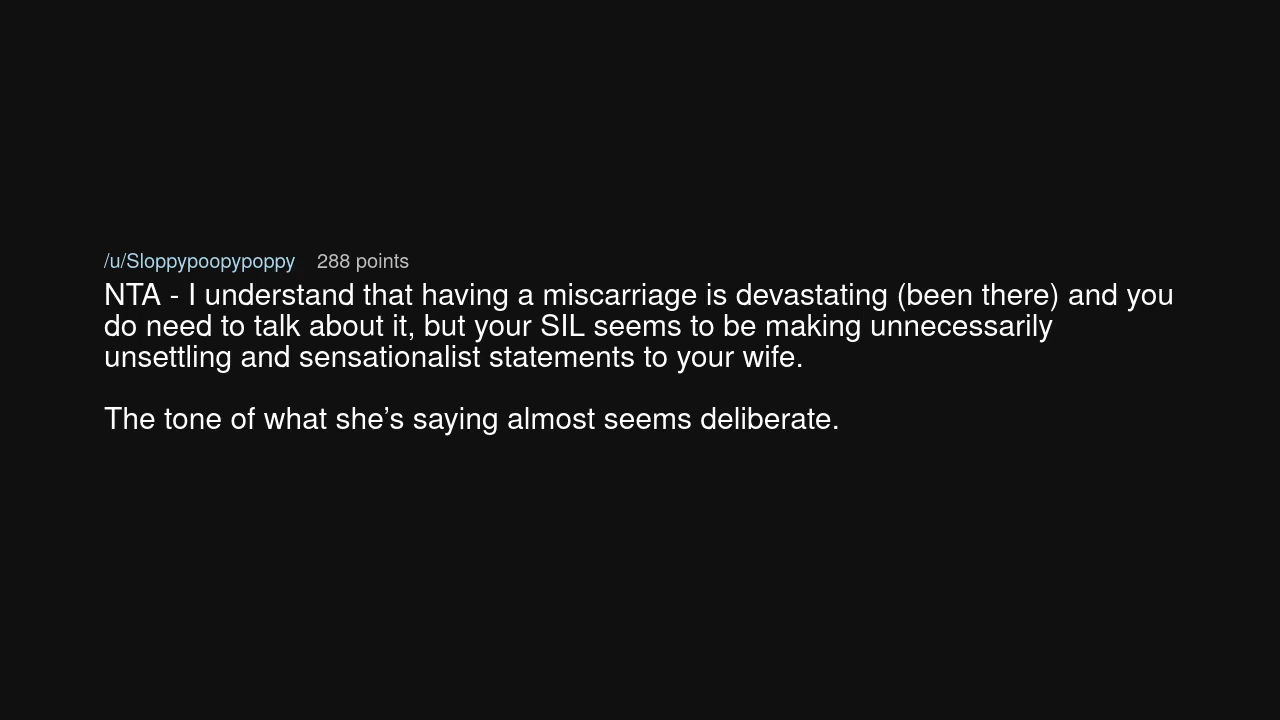 /u/Sloppypoopypoppy 288 points
NTA - I understand that having a miscarriage is devastating (been there) and you
do need to talk about it, but your SIL seems to be making unnecessarily
unsettling and sensationalist statements to your wife.
The tone of what she’s saying almost seems deliberate.